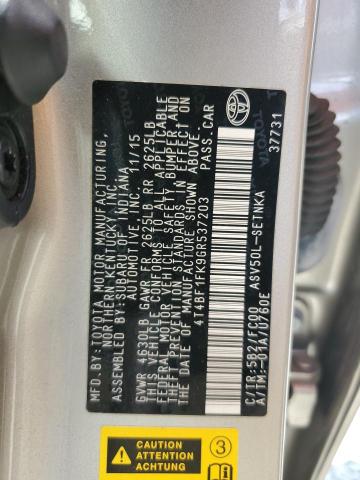 MFD.BY:TOYOTA MOTOR MANUFACTURING,
NORTHERN KENTUCKY, INC.
ASSEMBLED BY:SUBARU OF INDIANA
AUTOMOTIVE, INC. 11/15
GVWR 4630LB GAWR FR 2625LB RR 2625LB
THIS VEHICLE CONFORMS TO ALL APPLICABLE
FEDERAL MOTOR VEHICLE SAFETY, BUMPER AND
THEFT PREVENTION STANDARDS IN EFFECT ON
THE DATE OF MANUFACTURE SHOWN ABOVE.
4T4BF1FK9GR537203 PASS.CAR
C/TR:5B2/FC00 ASV50L-SETNKA
A/TM:-01A/U760E
37731
TOYOTA
CAUTION
ATTENTION
ACHTUNG
3